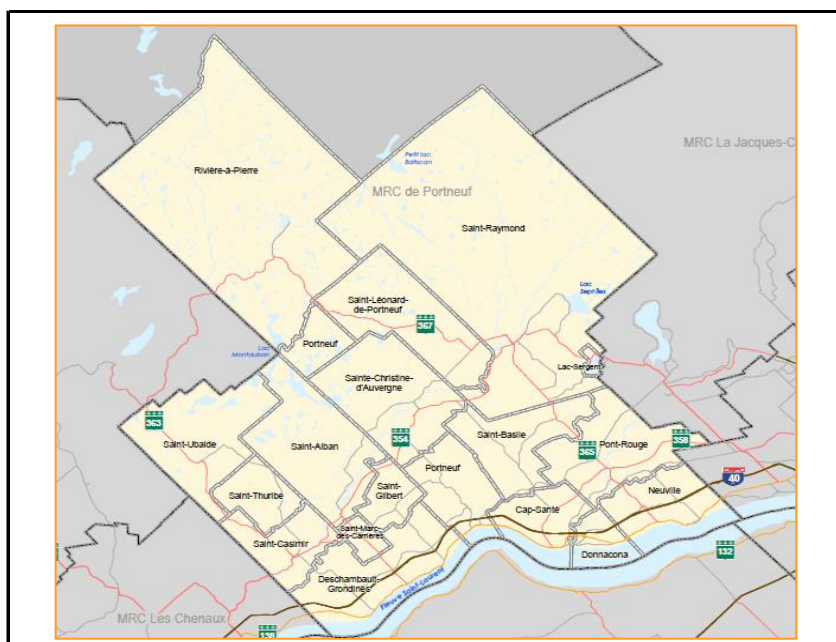 MRC La Jacques-C
Petit lac
Batiscan
Rivière-à-Pierre
MRC de Portneuf
Saint-Raymond
Lac
Sept Îles
Saint-Léonard-
de-Portneuf
367
Portneuf
Lac
Montauban
Lac-Sergent
Sainte-Christine-
d'Auvergne
363
Saint-Ubalde
Saint-Alban
354
Saint-Basile
365
Pont-Rouge
358
Portneuf
40
Saint-
Gilbert
Neuville
Saint-Thuribe
Cap-Santé
Saint-Marc-
des-Carrières
Saint-Casimir
Donnacona
132
Deschambault-
Grondines
Fleuve Saint-Laurent
MRC Les Chenaux
138